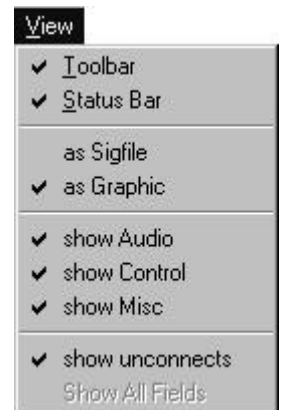 View
Toolbar
Status Bar
as Sigfile
as Graphic
show Audio
show Control
show Misc
show unconnects
Show All Fields